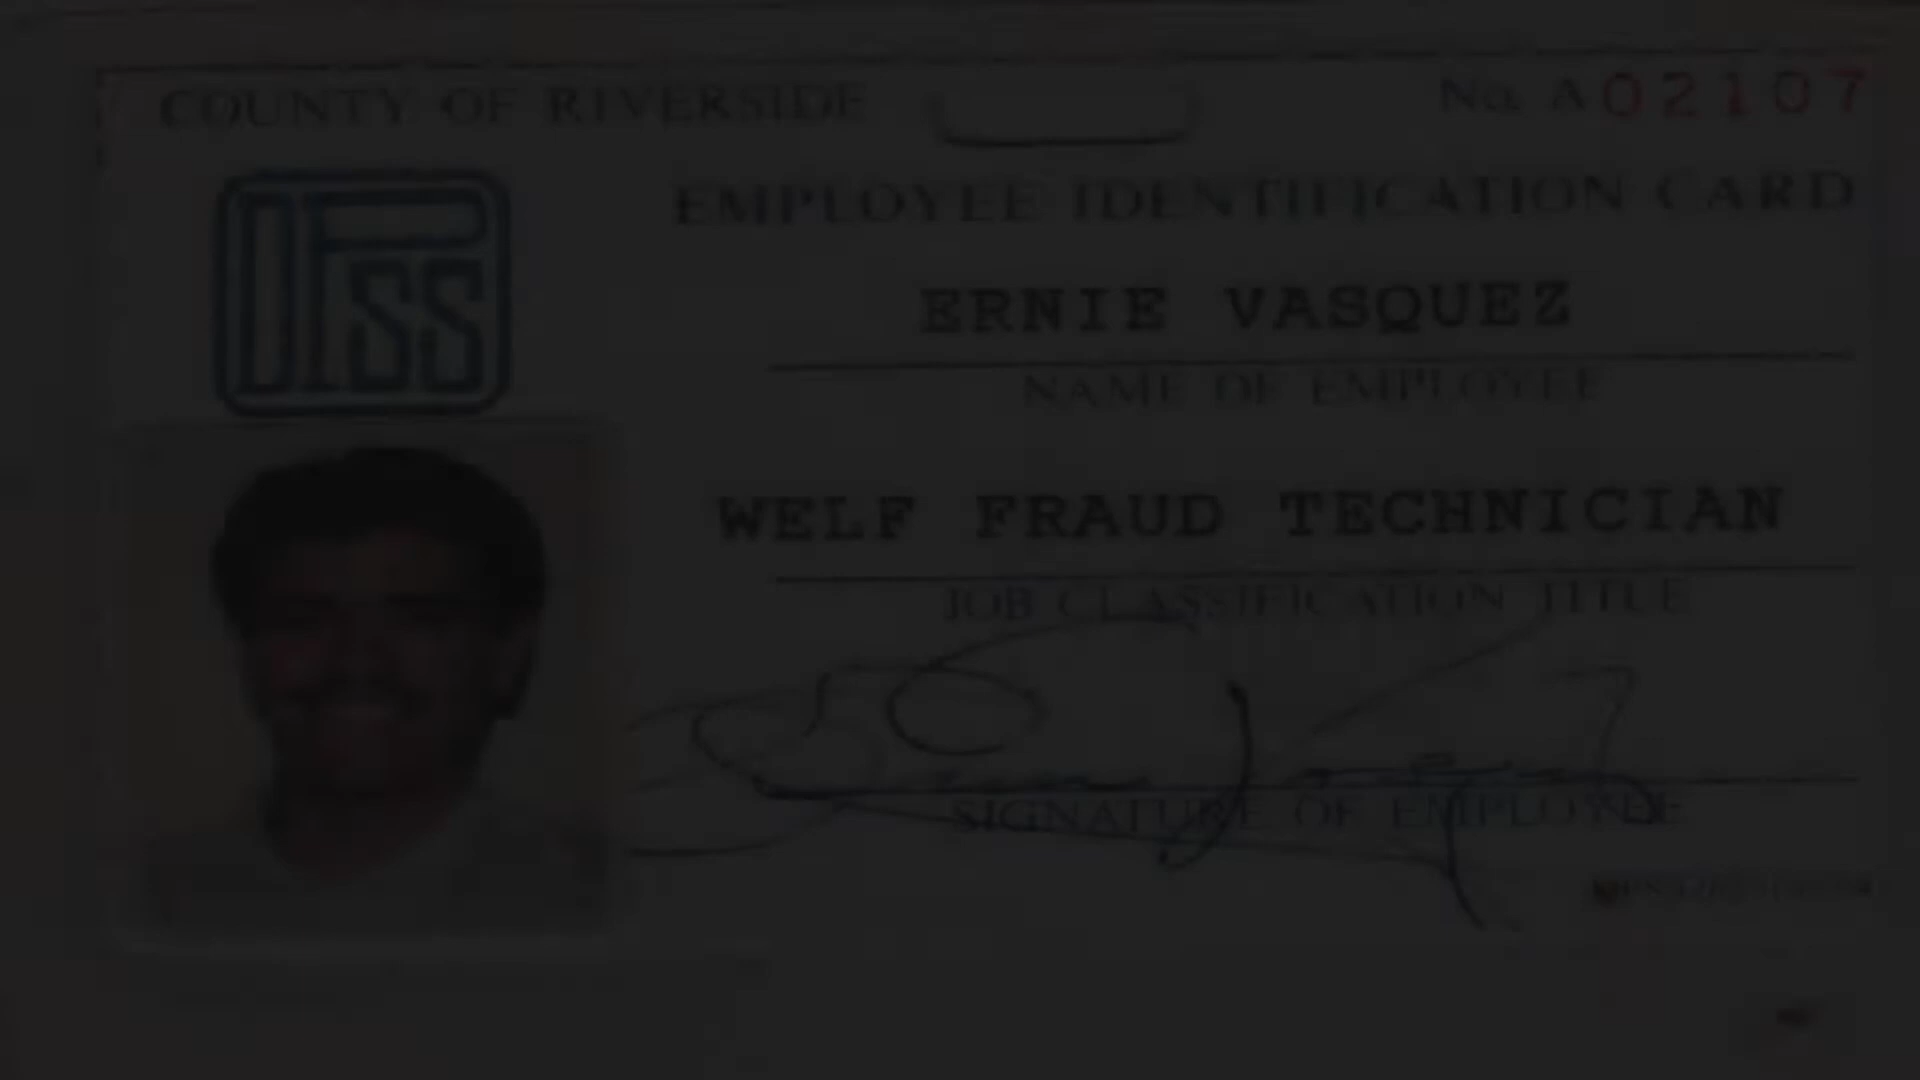 COUNTY OF RIVERSIDE
No. A02107
DPSS
EMPLOYEE IDENTIFICATION CARD
ERNIE VASQUEZ
NAME OF EMPLOYEE
WELF FRAUD TECHNICIAN
JOB CLASSIFICATION TITLE
SIGNATURE OF EMPLOYEE